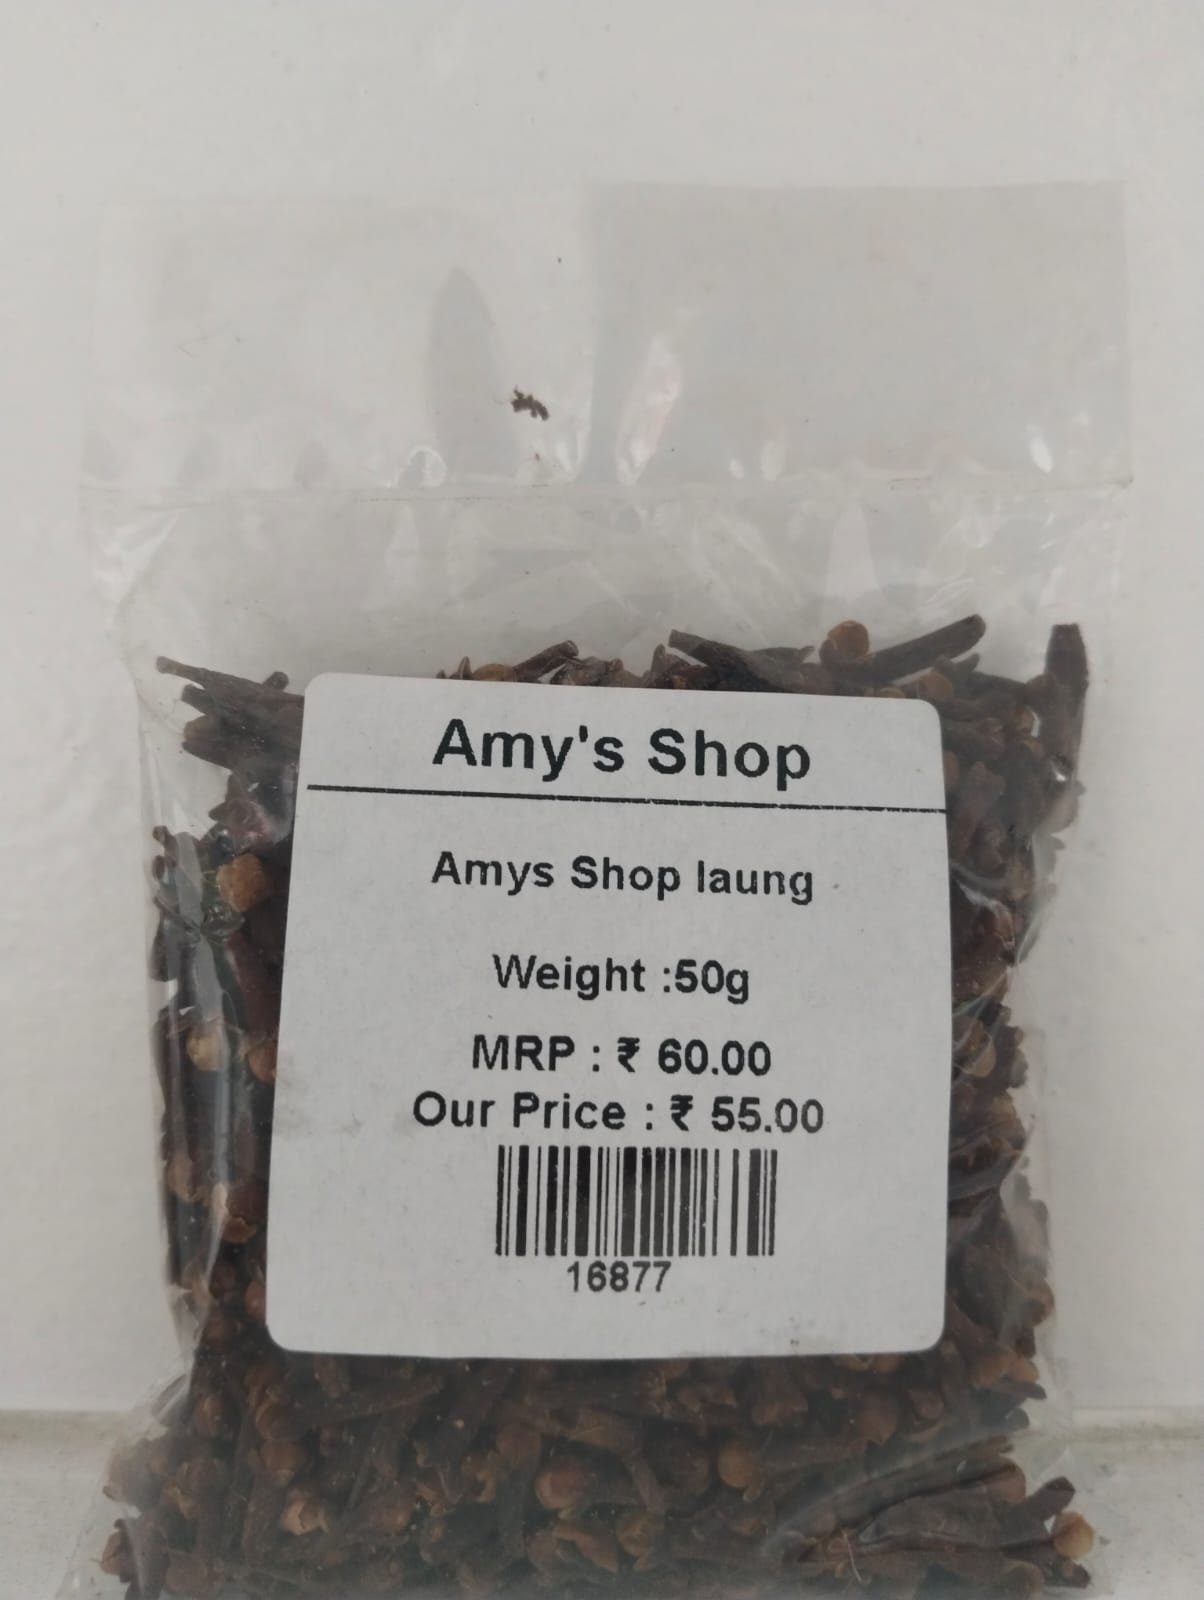 Amy's Shop
Amys Shop laung
Weight :50g
MRP : ₹ 60.00
Our Price : ₹ 55.00
16877